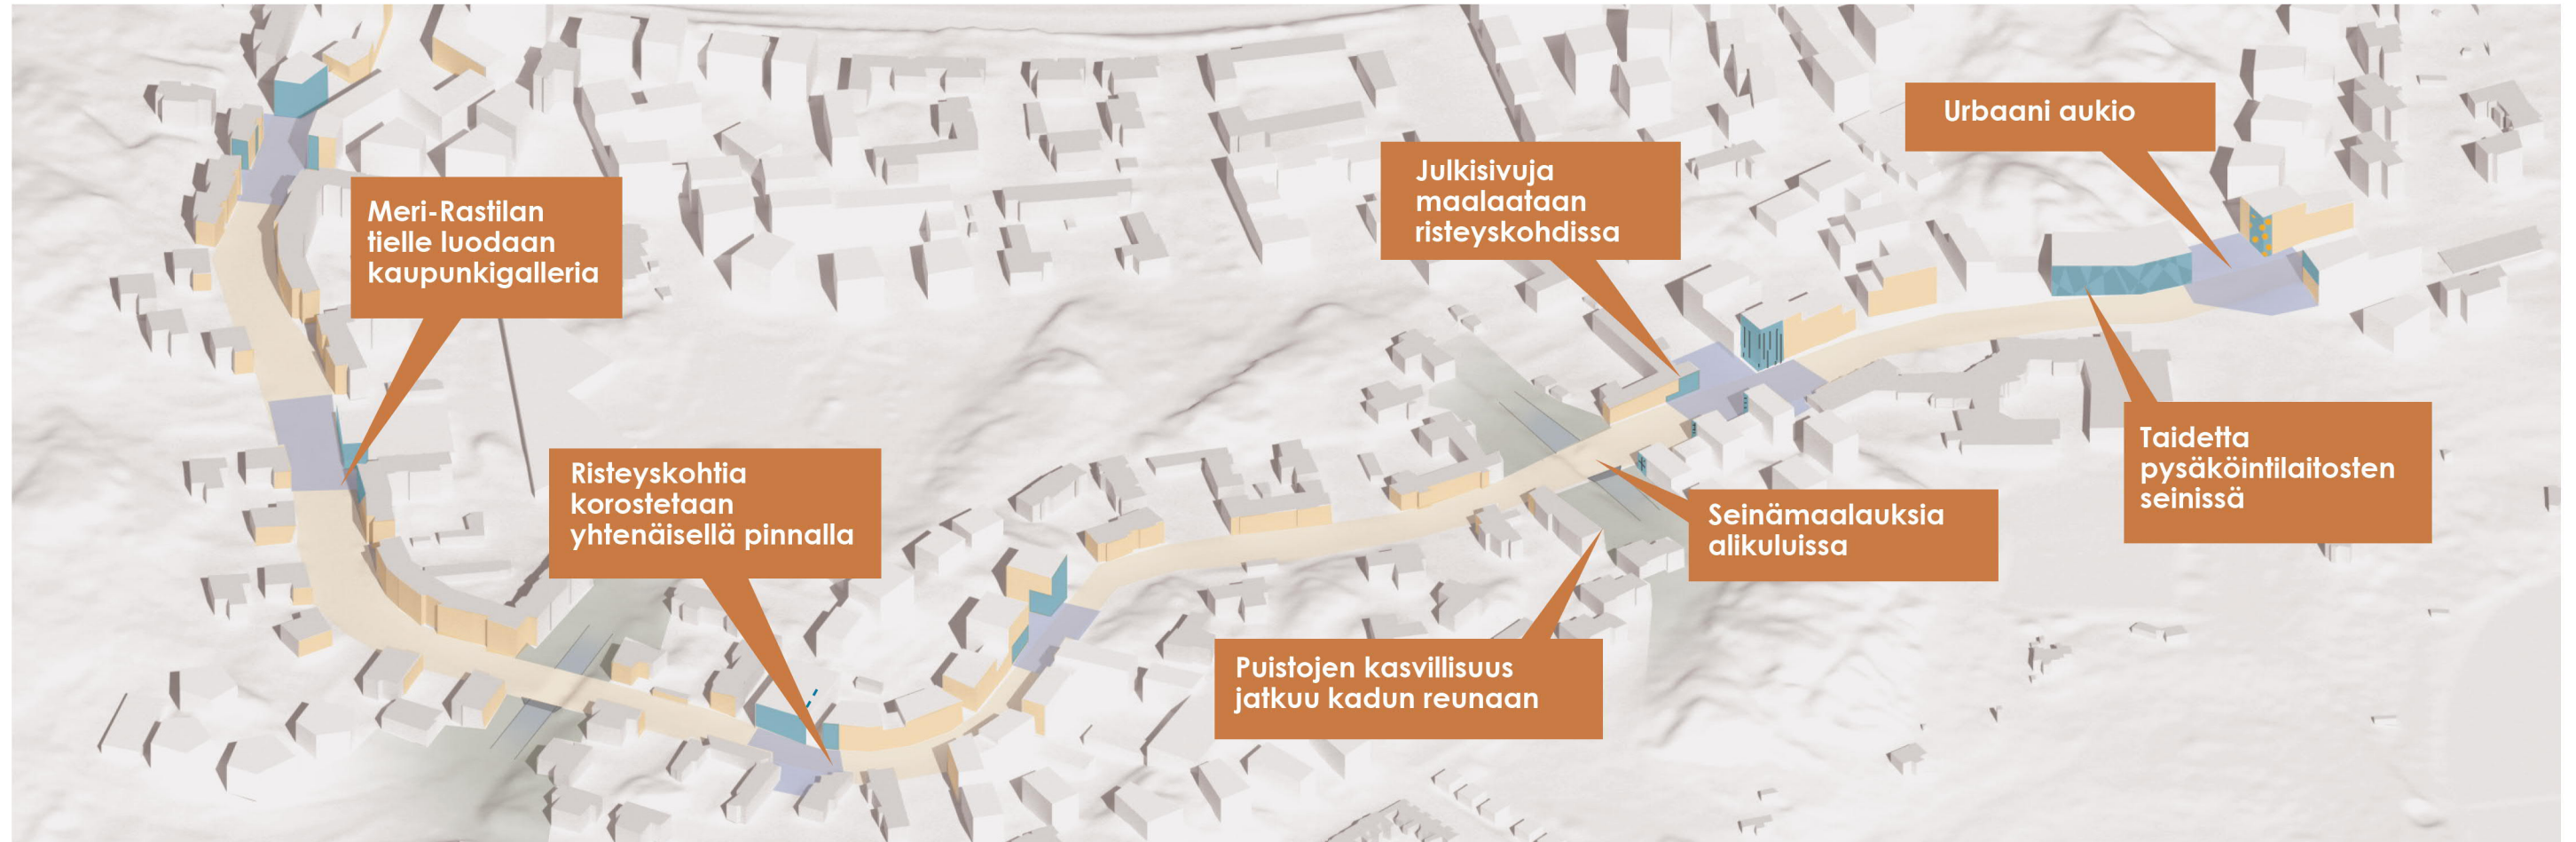 Urbaani aukio
Julkisivuja
maalaataan
risteyskohdissa
Meri-Rastilan
tielle luodaan
kaupunkigalleria
Taidetta
pysäköintilaitosten
seinissä
Risteyskohtia
korostetaan
yhtenäisellä pinnalla
Seinämaalauksia
alikuluissa
Puistojen kasvillisuus
jatkuu kadun reunaan